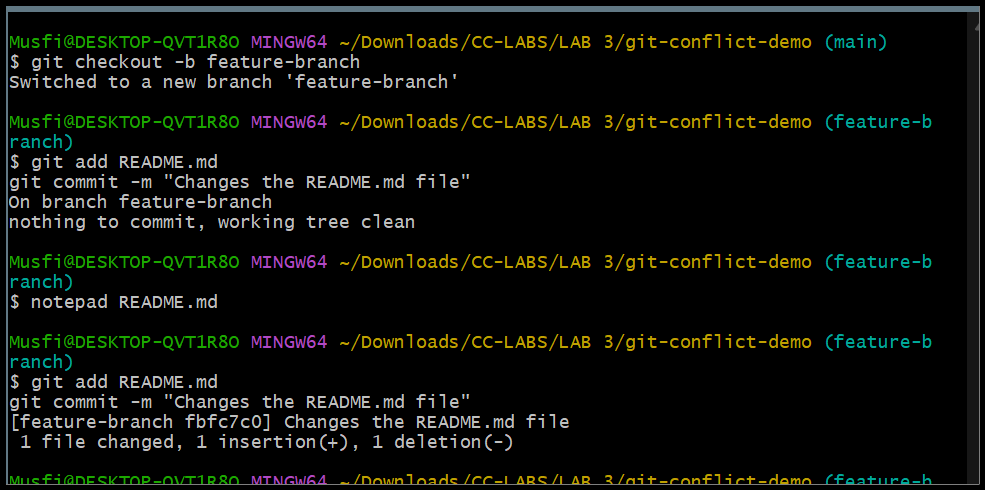 Musfi@DESKTOP-QVT1R8O MINGW64 ~/Downloads/CC-LABS/LAB 3/git-conflict-demo (main)
$ git checkout -b feature-branch
Switched to a new branch 'feature-branch'
Musfi@DESKTOP-QVT1R8O MINGW64 ~/Downloads/CC-LABS/LAB 3/git-conflict-demo (feature-b
ranch)
$ git add README.md
git commit -m "Changes the README.md file"
On branch feature-branch
nothing to commit, working tree clean
Musfi@DESKTOP-QVT1R8O MINGW64 ~/Downloads/CC-LABS/LAB 3/git-conflict-demo (feature-b
ranch)
$ notepad README.md
Musfi@DESKTOP-QVT1R8O MINGW64 ~/Downloads/CC-LABS/LAB 3/git-conflict-demo (feature-b
ranch)
$ git add README.md
git commit -m "Changes the README.md file"
[feature-branch fbfc7c0] Changes the README.md file
 1 file changed, 1 insertion(+), 1 deletion(-)
Musfi@DESKTOP-QVT1R8O MINGW64 ~/Downloads/CC-LABS/LAB 3/git-conflict-demo (feature-b